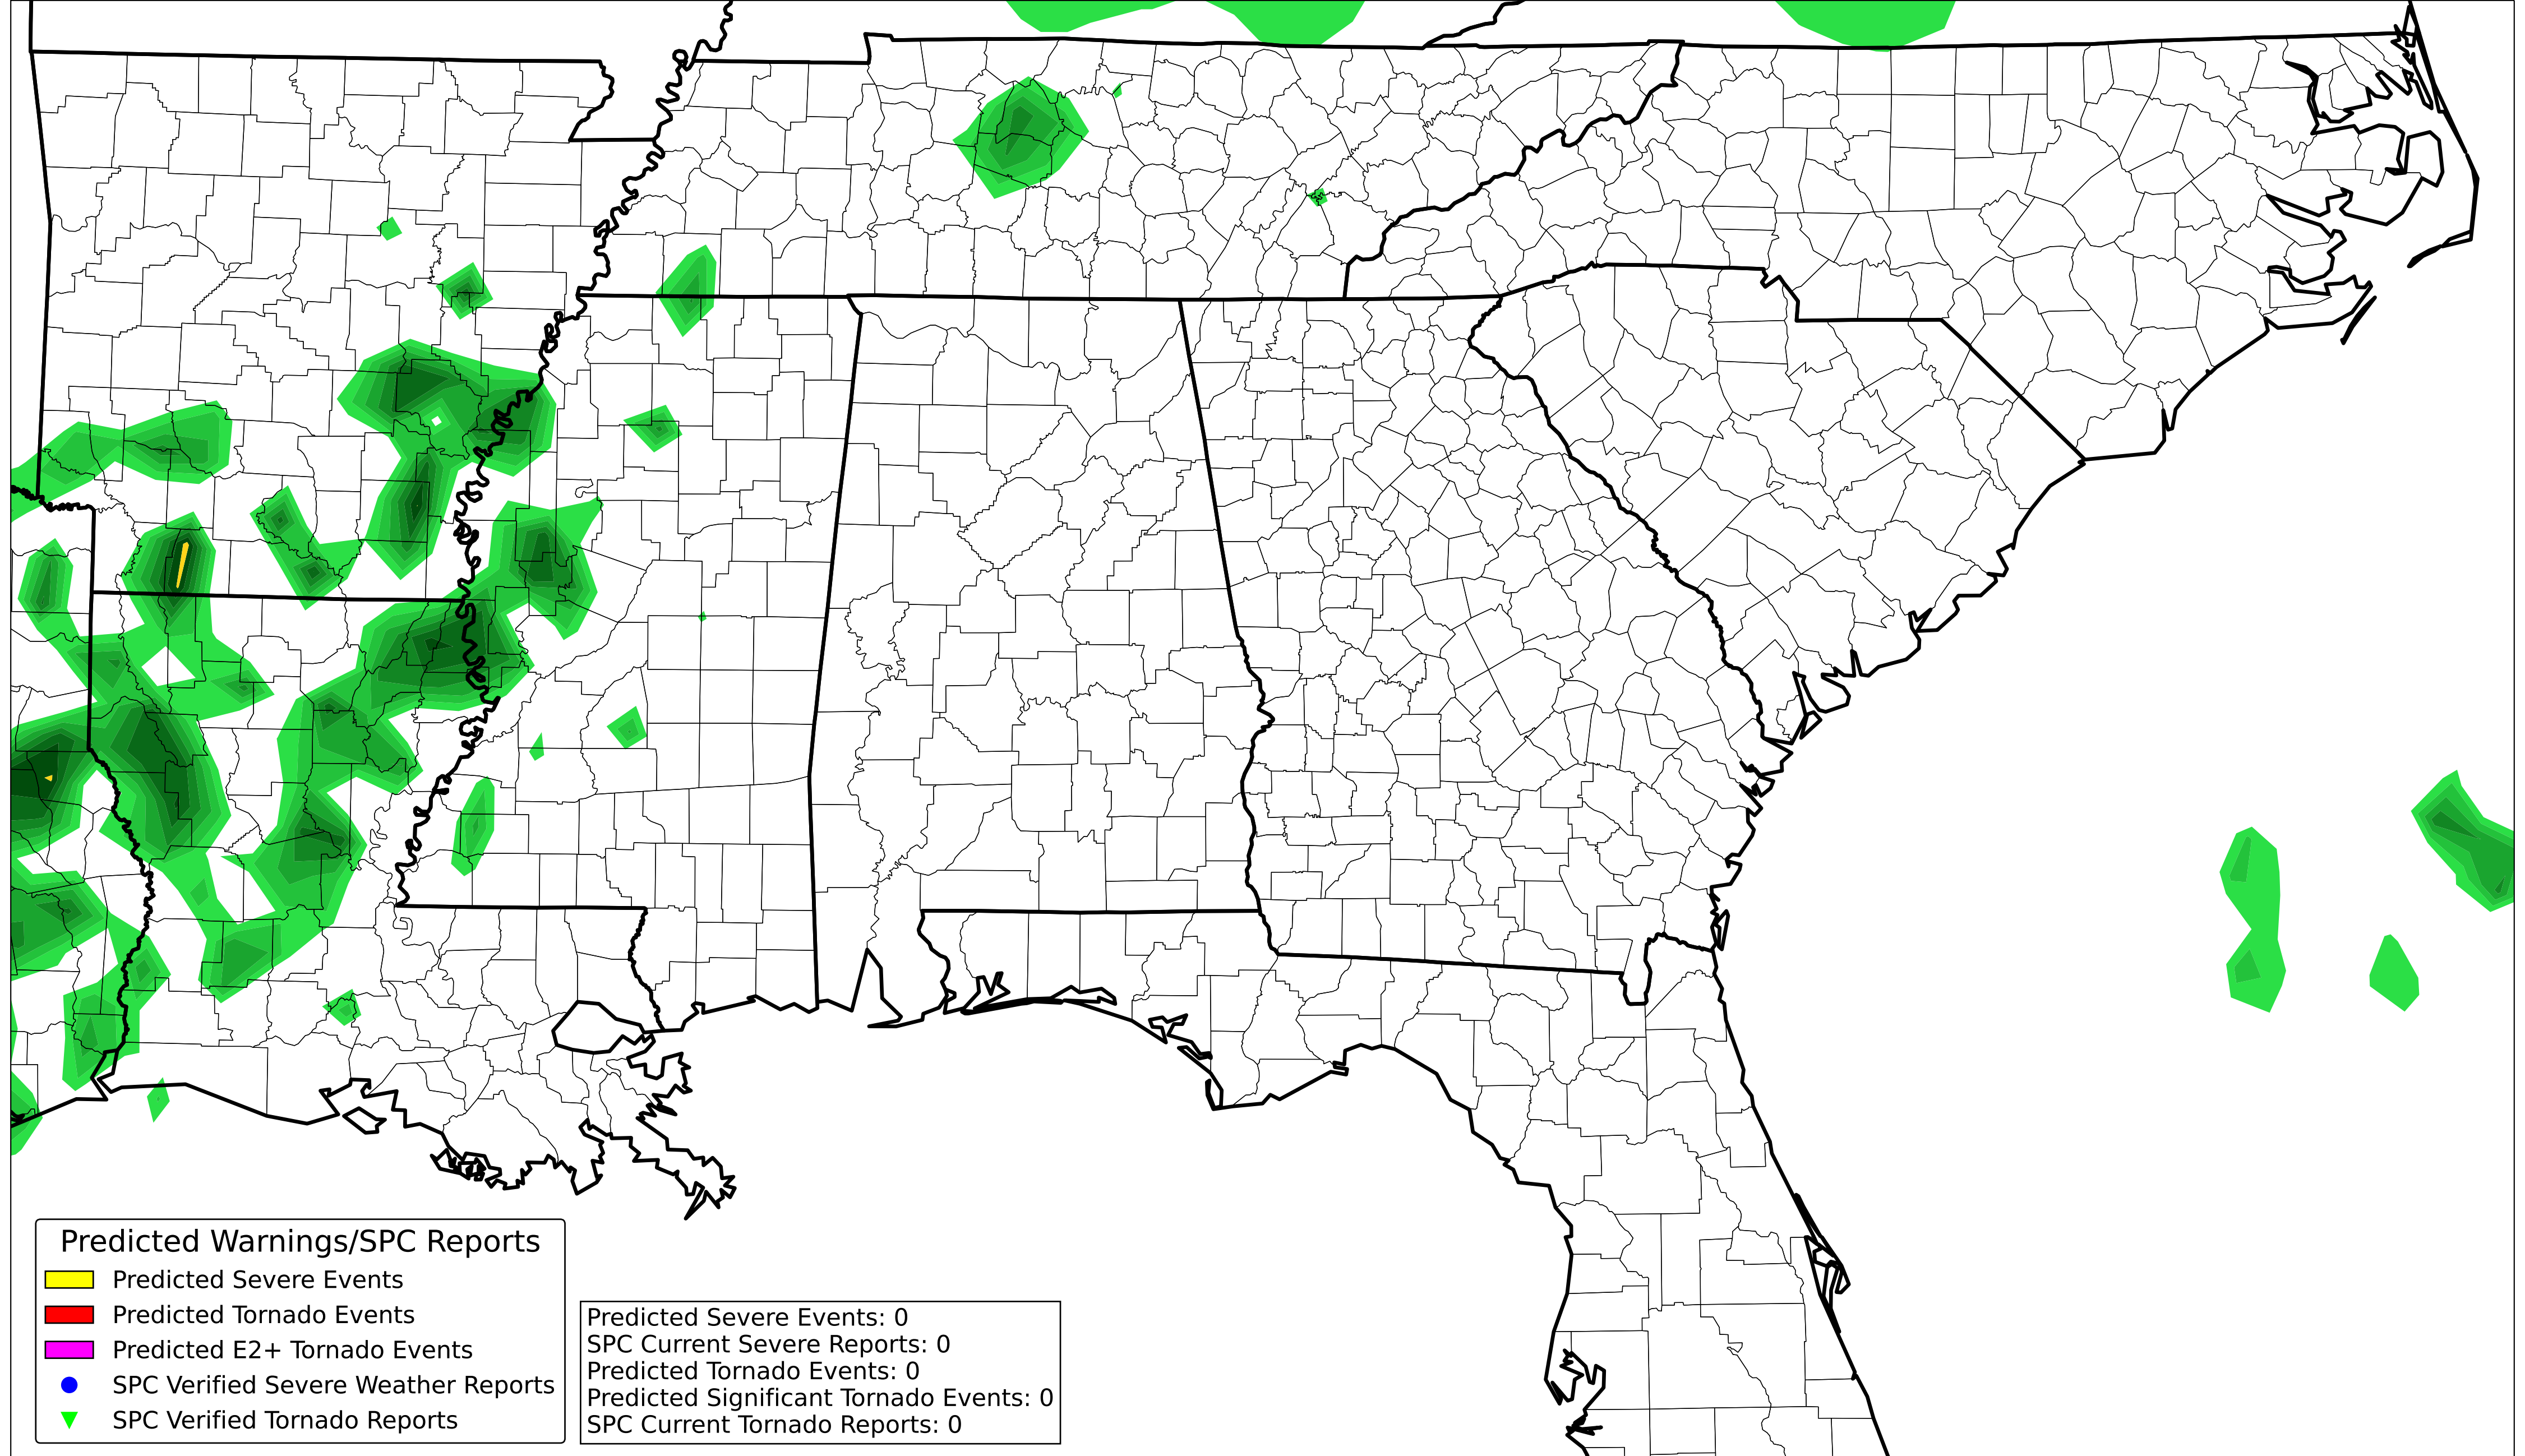 Predicted Warnings/SPC Reports
Predicted Severe Events
Predicted Tornado Events
Predicted E2+ Tornado Events
SPC Verified Severe Weather Reports
SPC Verified Tornado Reports
Predicted Severe Events: 0
SPC Current Severe Reports: 0
Predicted Tornado Events: 0
Predicted Significant Tornado Events: 0
SPC Current Tornado Reports: 0